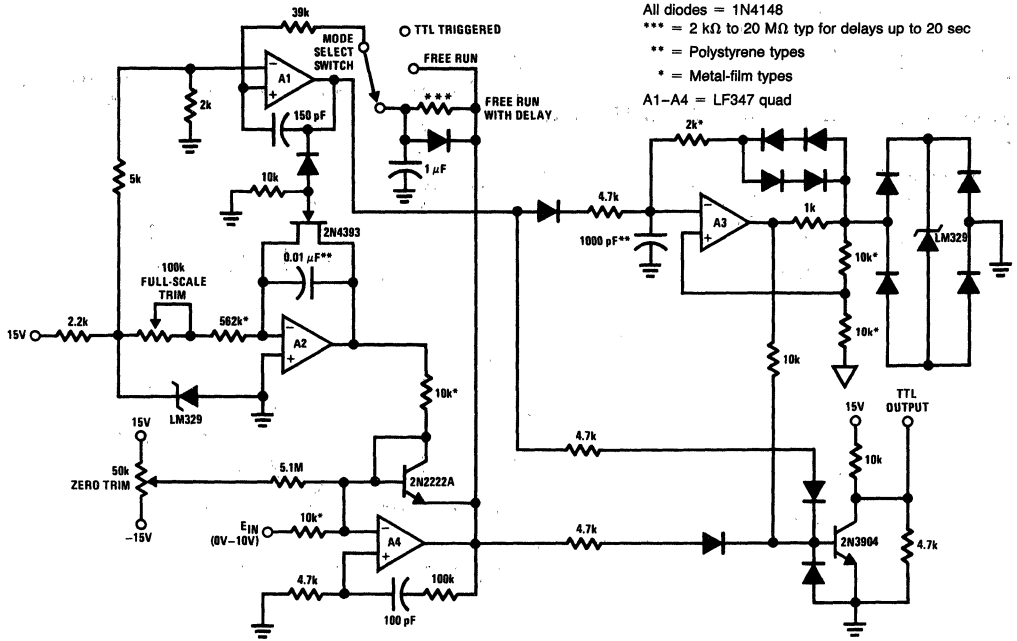 All diodes = 1N4148
*** = 2 kΩ to 20 MΩ typ for delays up to 20 sec
** = Polystyrene types
* = Metal-film types
A1–A4 = LF347 quad
39k
MODE
SELECT
SWITCH
TTL TRIGGERED
FREE RUN
***
FREE RUN
WITH DELAY
−
A1
+
2k
150 pF
1 μF
5k
10k
2N4393
0.01 μF**
100k
FULL-SCALE
TRIM
15V
2.2k
562k*
−
A2
+
LM329
10k*
2k*
4.7k
−
A3
+
1000 pF**
1k
10k*
10k*
LM329
10k
15V
TTL
OUTPUT
10k
4.7k
15V
50k
ZERO TRIM
−15V
5.1M
2N2222A
EIN
(0V–10V)
10k*
−
A4
+
4.7k
2N3904
4.7k
4.7k
100 pF
100k